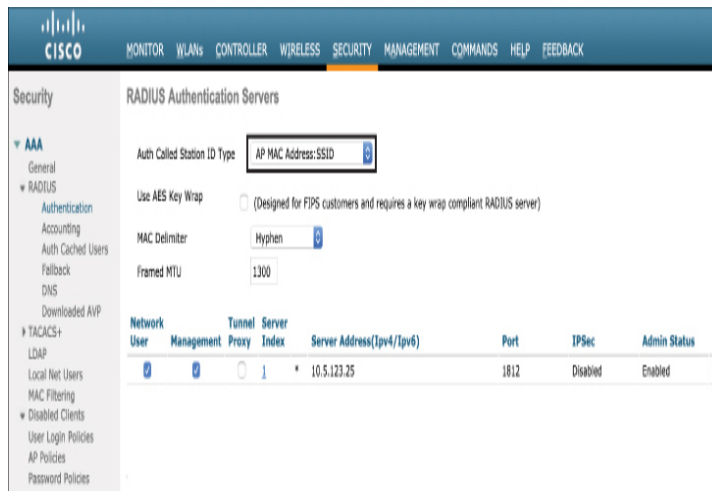 CISCO
MONITOR WLANs CONTROLLER WIRELESS SECURITY MANAGEMENT COMMANDS HELP FEEDBACK
Security
AAA
General
RADIUS
Authentication
Accounting
Auth Cached Users
Fallback
DNS
Downloaded AVP
TACACS+
LDAP
Local Net Users
MAC Filtering
Disabled Clients
User Login Policies
AP Policies
Password Policies
RADIUS Authentication Servers
Auth Called Station ID Type AP MAC Address:SSID
Use AES Key Wrap (Designed for FIPS customers and requires a key wrap compliant RADIUS server)
MAC Delimiter Hyphen
Framed MTU 1300
Network User Management Tunnel Proxy Server Index Server Address(Ipv4/Ipv6) Port IPSec Admin Status
1 * 10.5.123.25 1812 Disabled Enabled